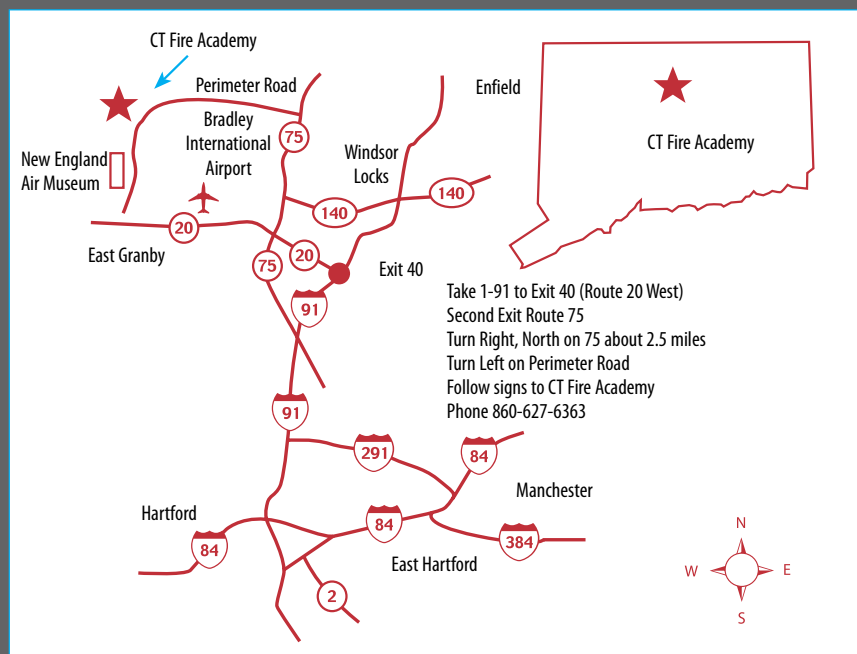 CT Fire Academy
Perimeter Road
Enfield
Bradley
International
Airport
75
Windsor
Locks
New England
Air Museum
CT Fire Academy
140
140
20
East Granby
20
75
Exit 40
91
Take 1-91 to Exit 40 (Route 20 West)
Second Exit Route 75
Turn Right, North on 75 about 2.5 miles
Turn Left on Perimeter Road
Follow signs to CT Fire Academy
Phone 860-627-6363
91
291
84
Manchester
Hartford
84
84
384
East Hartford
2
N
W
E
S